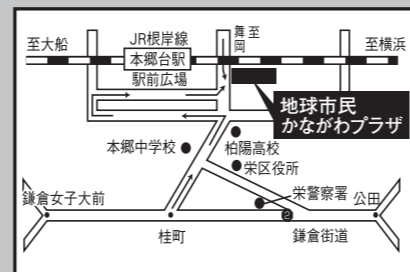 至大船
JR根岸線
本郷台駅
駅前広場
舞岡
至
至横浜
地球市民
かながわプラザ
本郷中学校
柏陽高校
栄区役所
栄警察署
公田
鎌倉女子大前
2
桂町
鎌倉街道